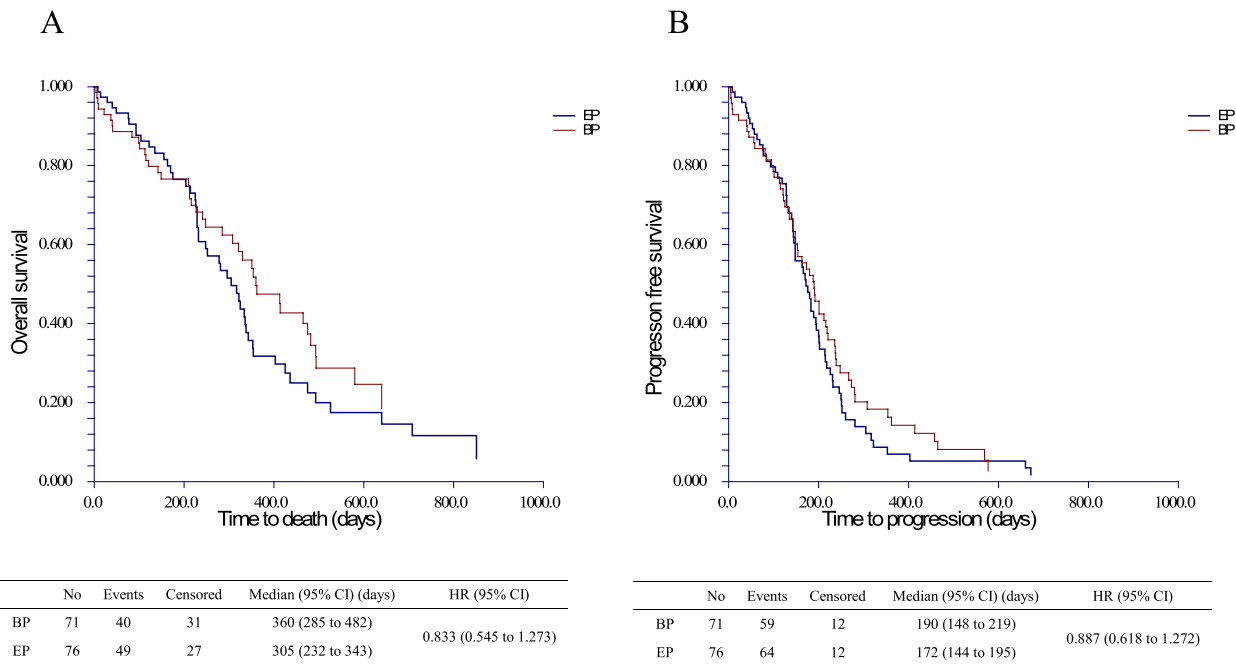 A
1.000
0.800
0.600
0.400
0.200
0.000
Overall survival
EP
BP
0.0 200.0 400.0 600.0 800.0 1000.0
Time to death (days)
No Events Censored Median (95% CI) (days) HR (95% CI)
BP 71 40 31 360 (285 to 482)
0.833 (0.545 to 1.273)
EP 76 49 27 305 (232 to 343)
B
1.000
0.800
0.600
0.400
0.200
0.000
Progresson free survival
EP
BP
0.0 200.0 400.0 600.0 800.0 1000.0
Time to progression (days)
No Events Censored Median (95% CI) (days) HR (95% CI)
BP 71 59 12 190 (148 to 219)
0.887 (0.618 to 1.272)
EP 76 64 12 172 (144 to 195)